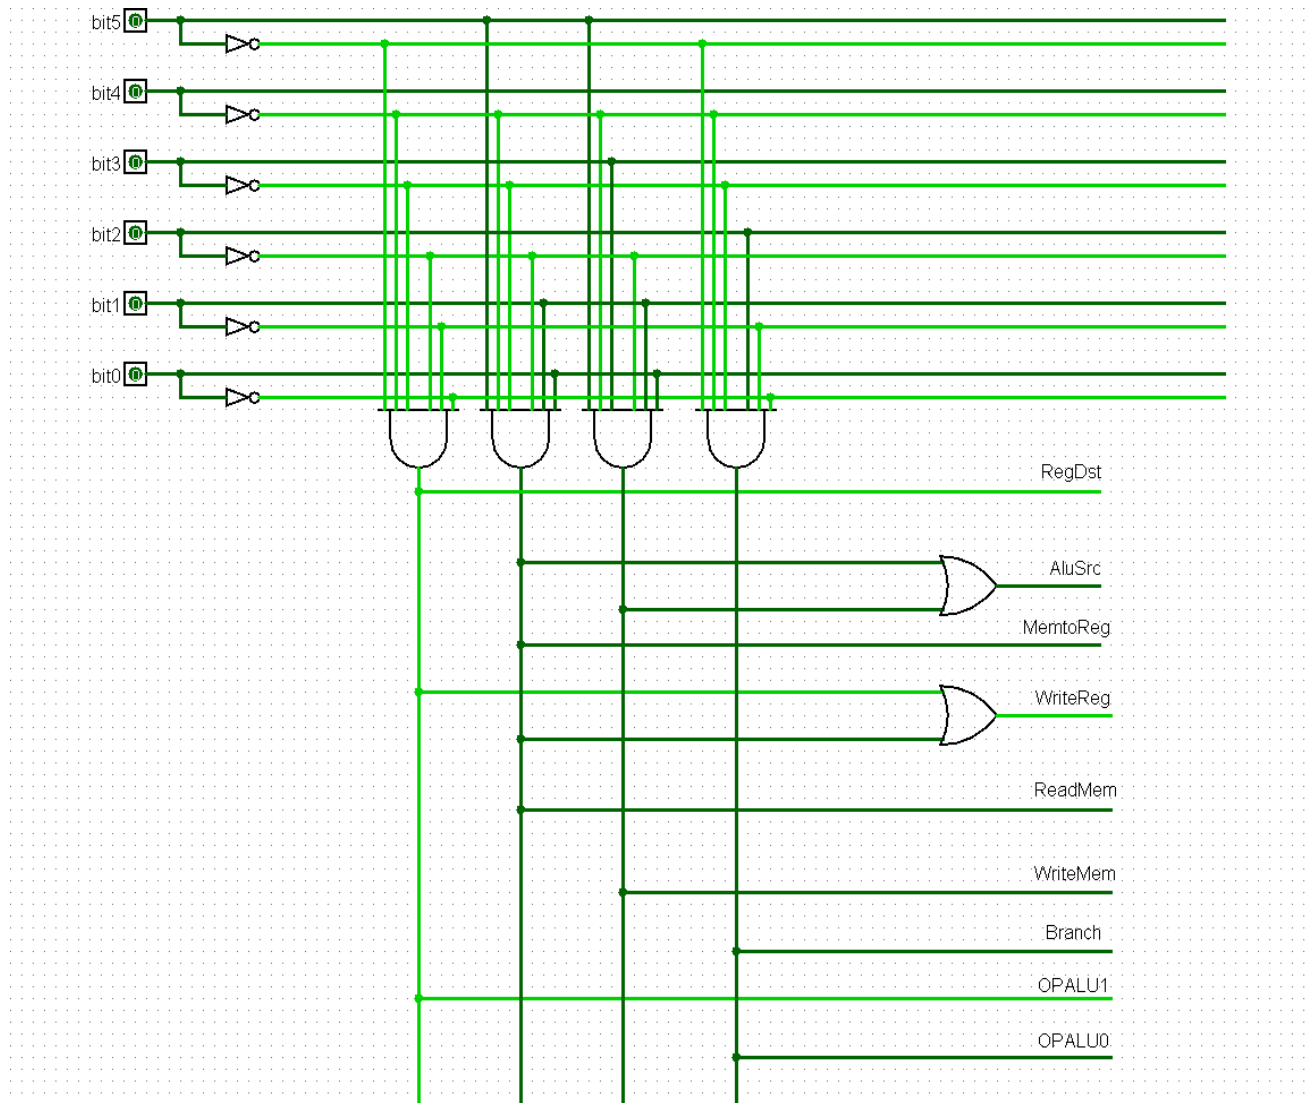 bit5
bit4
bit3
bit2
bit1
bit0
RegDst
AluSrc
MemtoReg
WriteReg
ReadMem
WriteMem
Branch
OPALU1
OPALU0